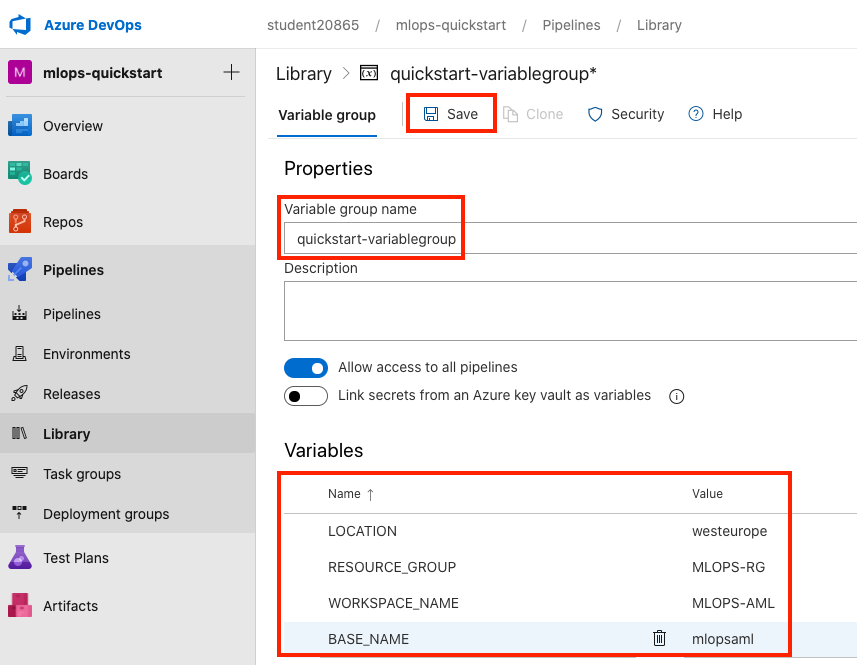 Azure DevOps
student20865 / mlops-quickstart / Pipelines / Library
M mlops-quickstart
Overview
Boards
Repos
Pipelines
Pipelines
Environments
Releases
Library
Task groups
Deployment groups
Test Plans
Artifacts
Library > (x) quickstart-variablegroup*
Variable group Save Clone Security ? Help
Properties
Variable group name
quickstart-variablegroup
Description
Allow access to all pipelines
Link secrets from an Azure key vault as variables i
Variables
Name ↑ Value
LOCATION westeurope
RESOURCE_GROUP MLOPS-RG
WORKSPACE_NAME MLOPS-AML
BASE_NAME mlopsaml